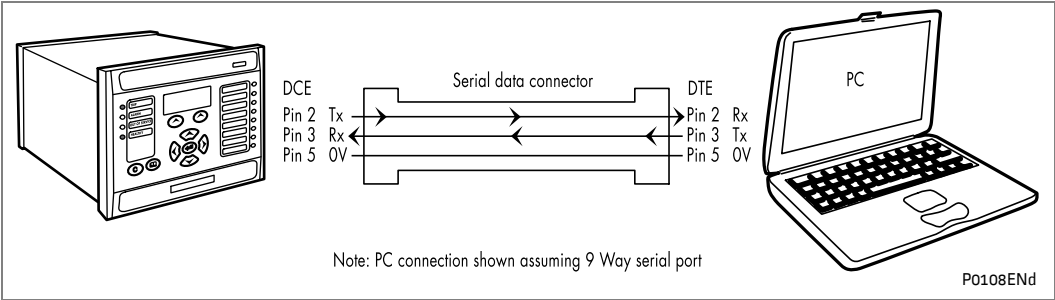 Serial data connector
DCE
DTE
PC
Pin 2 Tx
Pin 2 Rx
Pin 3 Rx
Pin 3 Tx
Pin 5 0V
Pin 5 0V
Note: PC connection shown assuming 9 Way serial port
P0108ENd